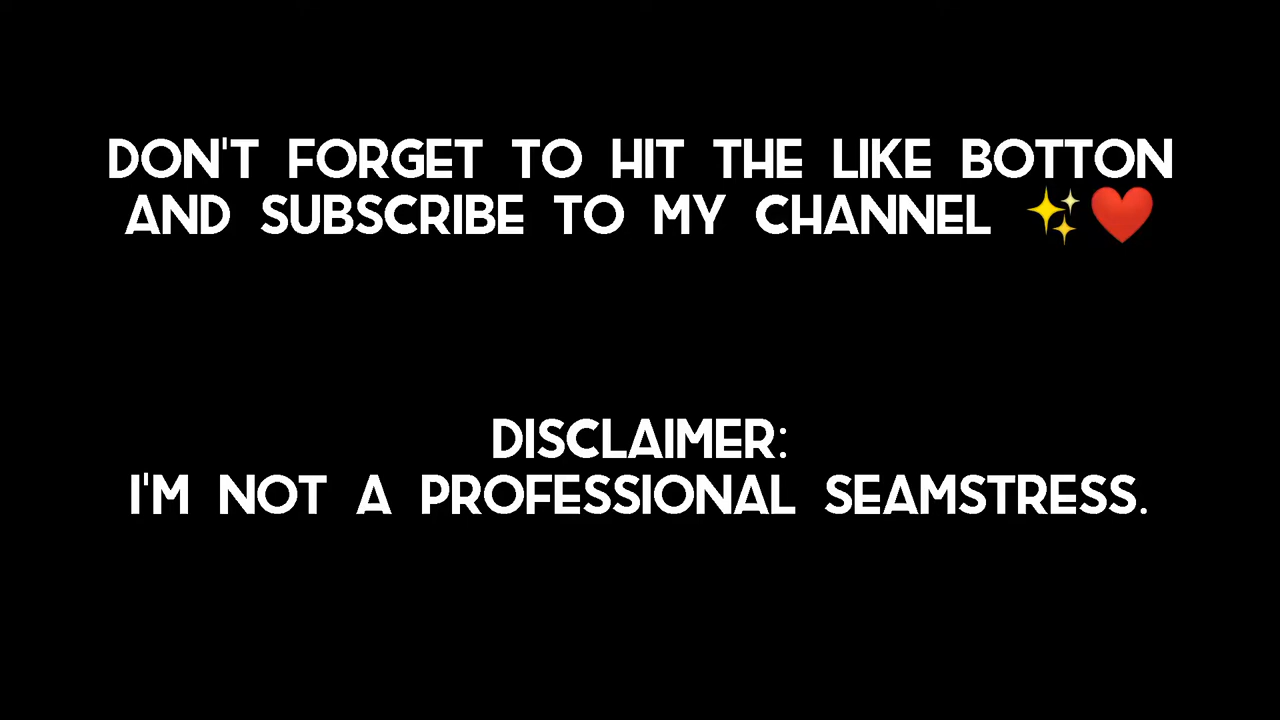 DON'T FORGET TO HIT THE LIKE BOTTON
AND SUBSCRIBE TO MY CHANNEL ✨❤️
DISCLAIMER:
I'M NOT A PROFESSIONAL SEAMSTRESS.